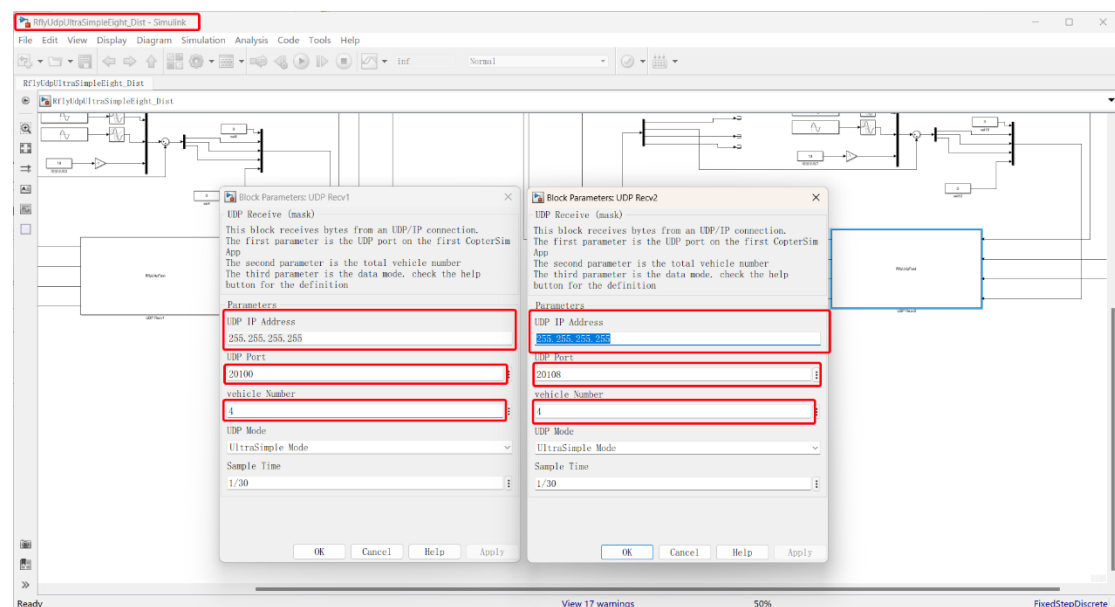 RflyUdpUltraSimpleEight_Dist - Simulink
File Edit View Display Diagram Simulation Analysis Code Tools Help
inf
Normal
RflyUdpUltraSimpleEight_Dist
RflyUdpUltraSimpleEight_Dist
Block Parameters: UDP Recv1
UDP Receive (mask)
This block receives bytes from an UDP/IP connection.
The first parameter is the UDP port on the first CopterSim
App
The second parameter is the total vehicle number
The third parameter is the data mode. check the help
button for the definition
Parameters
UDP IP Address
255.255.255.255
UDP Port
20100
vehicle Number
4
UDP Mode
UltraSimple Mode
Sample Time
1/30
OK Cancel Help Apply
Block Parameters: UDP Recv2
UDP Receive (mask)
This block receives bytes from an UDP/IP connection.
The first parameter is the UDP port on the first CopterSim
App
The second parameter is the total vehicle number
The third parameter is the data mode. check the help
button for the definition
Parameters
UDP IP Address
255.255.255.255
UDP Port
20108
vehicle Number
4
UDP Mode
UltraSimple Mode
Sample Time
1/30
OK Cancel Help Apply
Ready
View 17 warnings
50%
FixedStepDiscrete